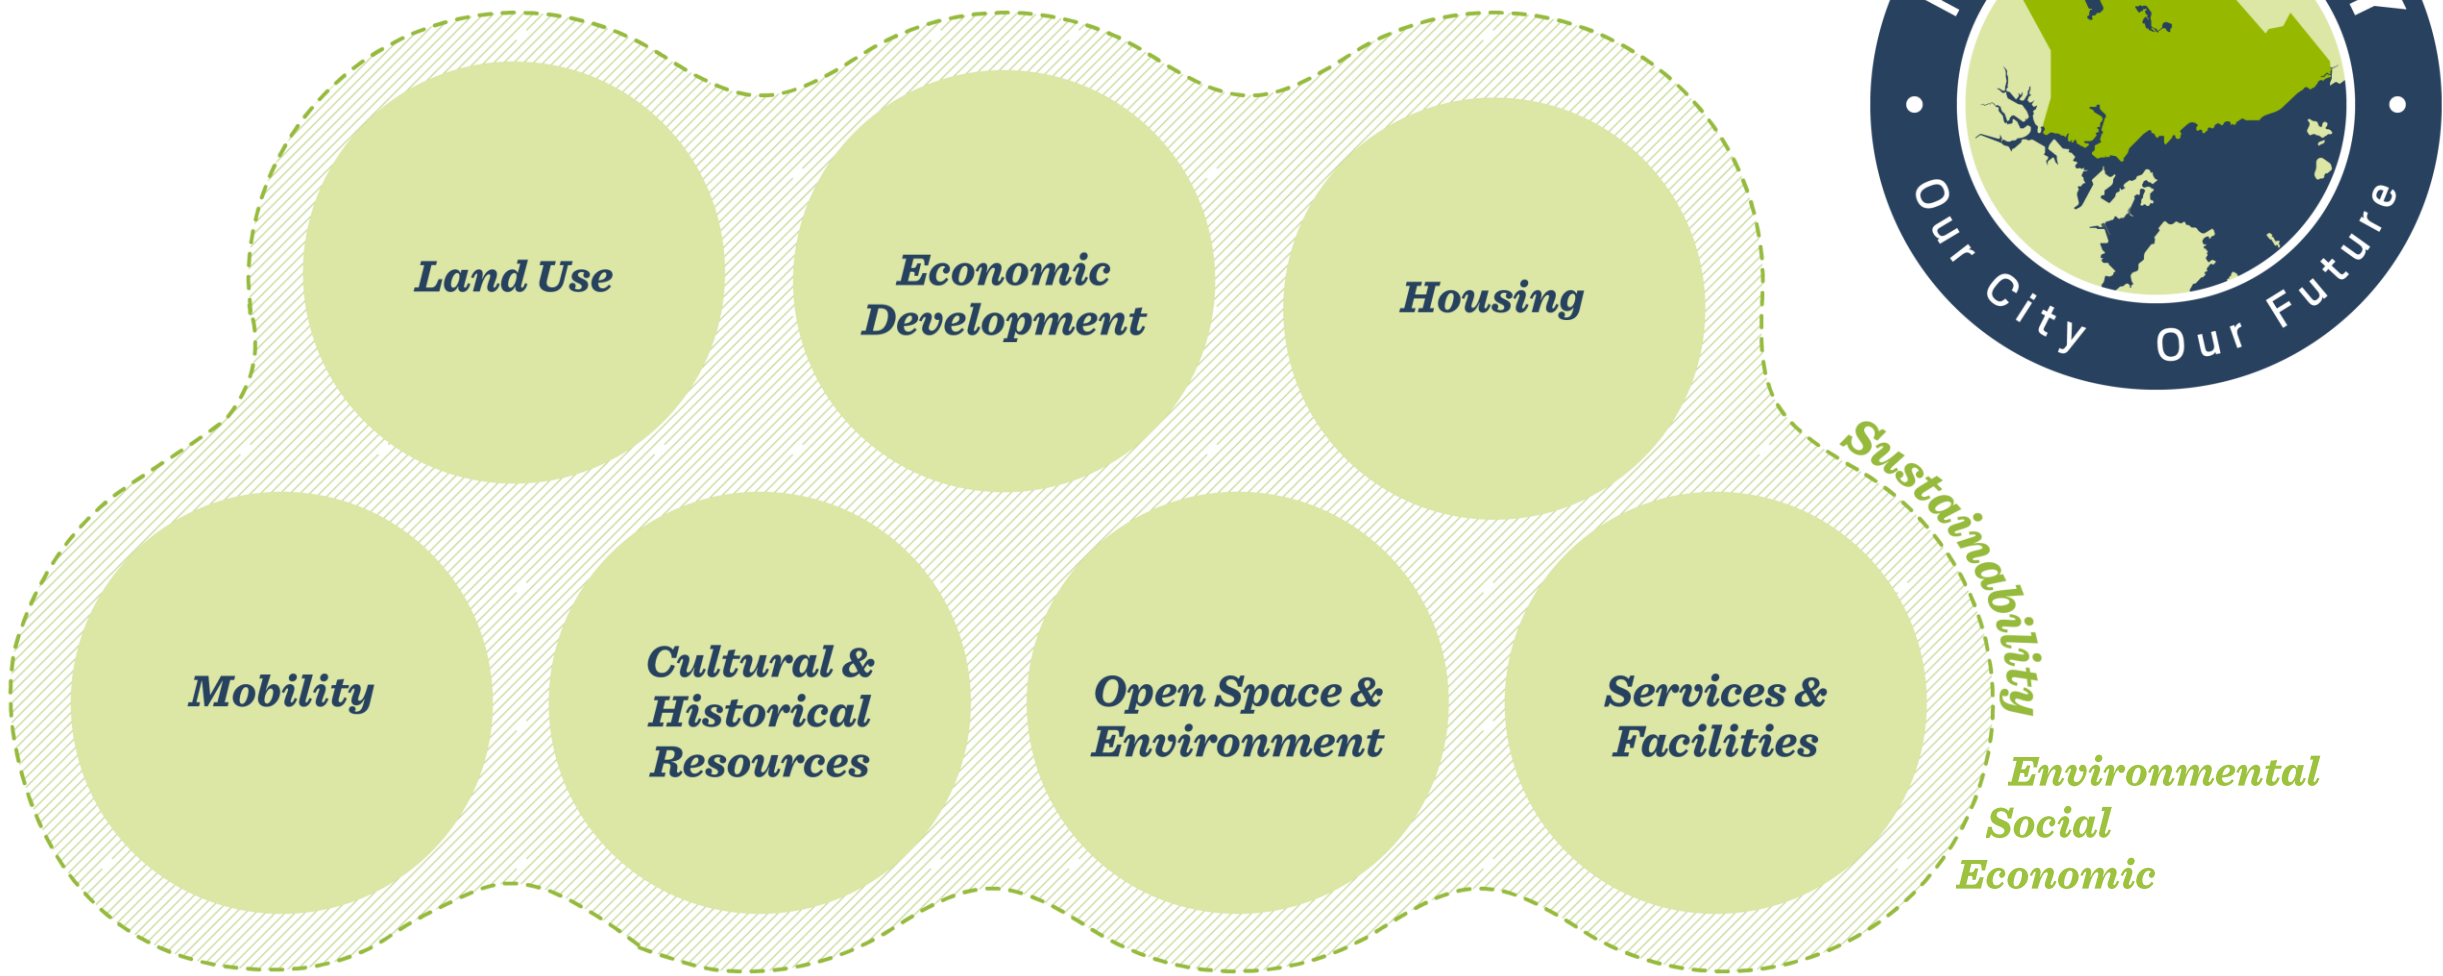 Land Use
Economic
Development
Housing
Mobility
Cultural &
Historical
Resources
Open Space &
Environment
Services &
Facilities
Sustainability
Environmental
Social
Economic
Our City Our Future